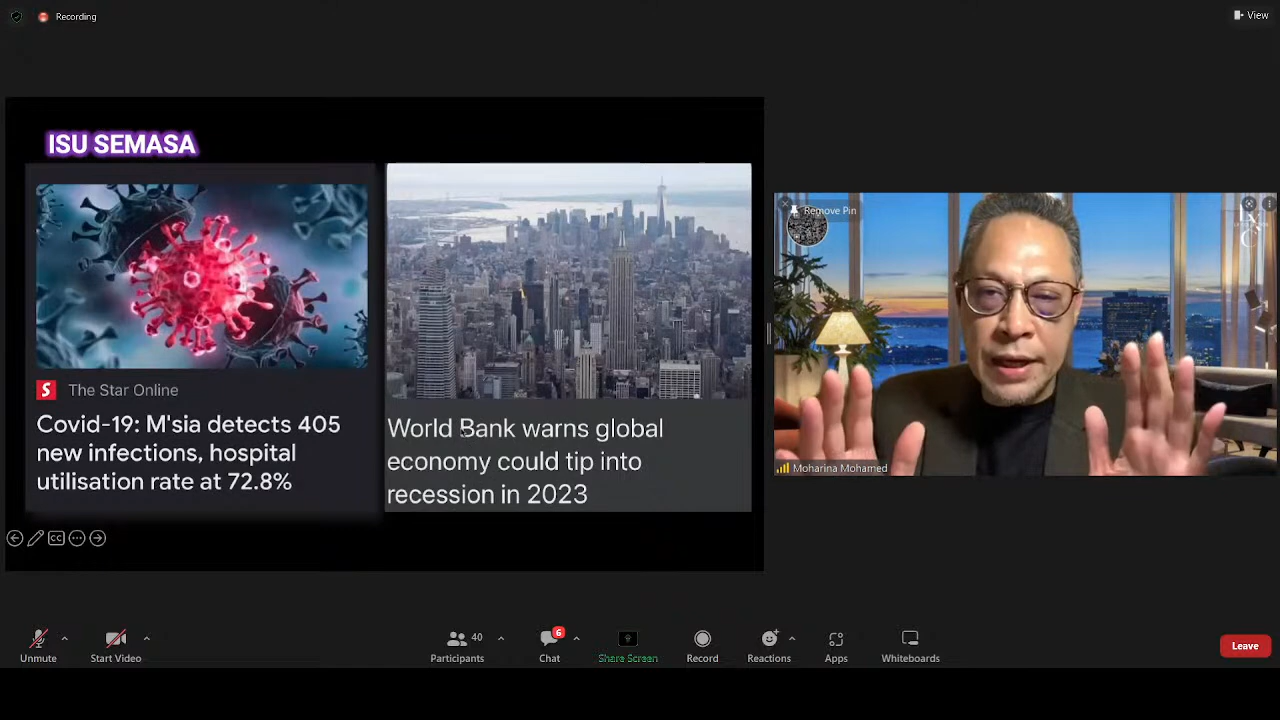 Recording
View
ISU SEMASA
S The Star Online
Covid-19: M'sia detects 405
new infections, hospital
utilisation rate at 72.8%
World Bank warns global
economy could tip into
recession in 2023
CC
Remove Pin
Moharina Mohamed
Unmute
Start Video
Participants
40
Chat
6
Share Screen
Record
Reactions
Apps
Whiteboards
Leave